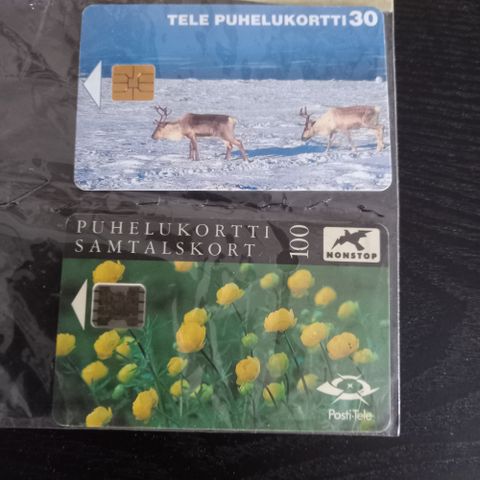 TELE PUHELUKORTTI 30
PUHELUKORTTI
SAMTALSKORT
100
NONSTOP
Posti-Tele